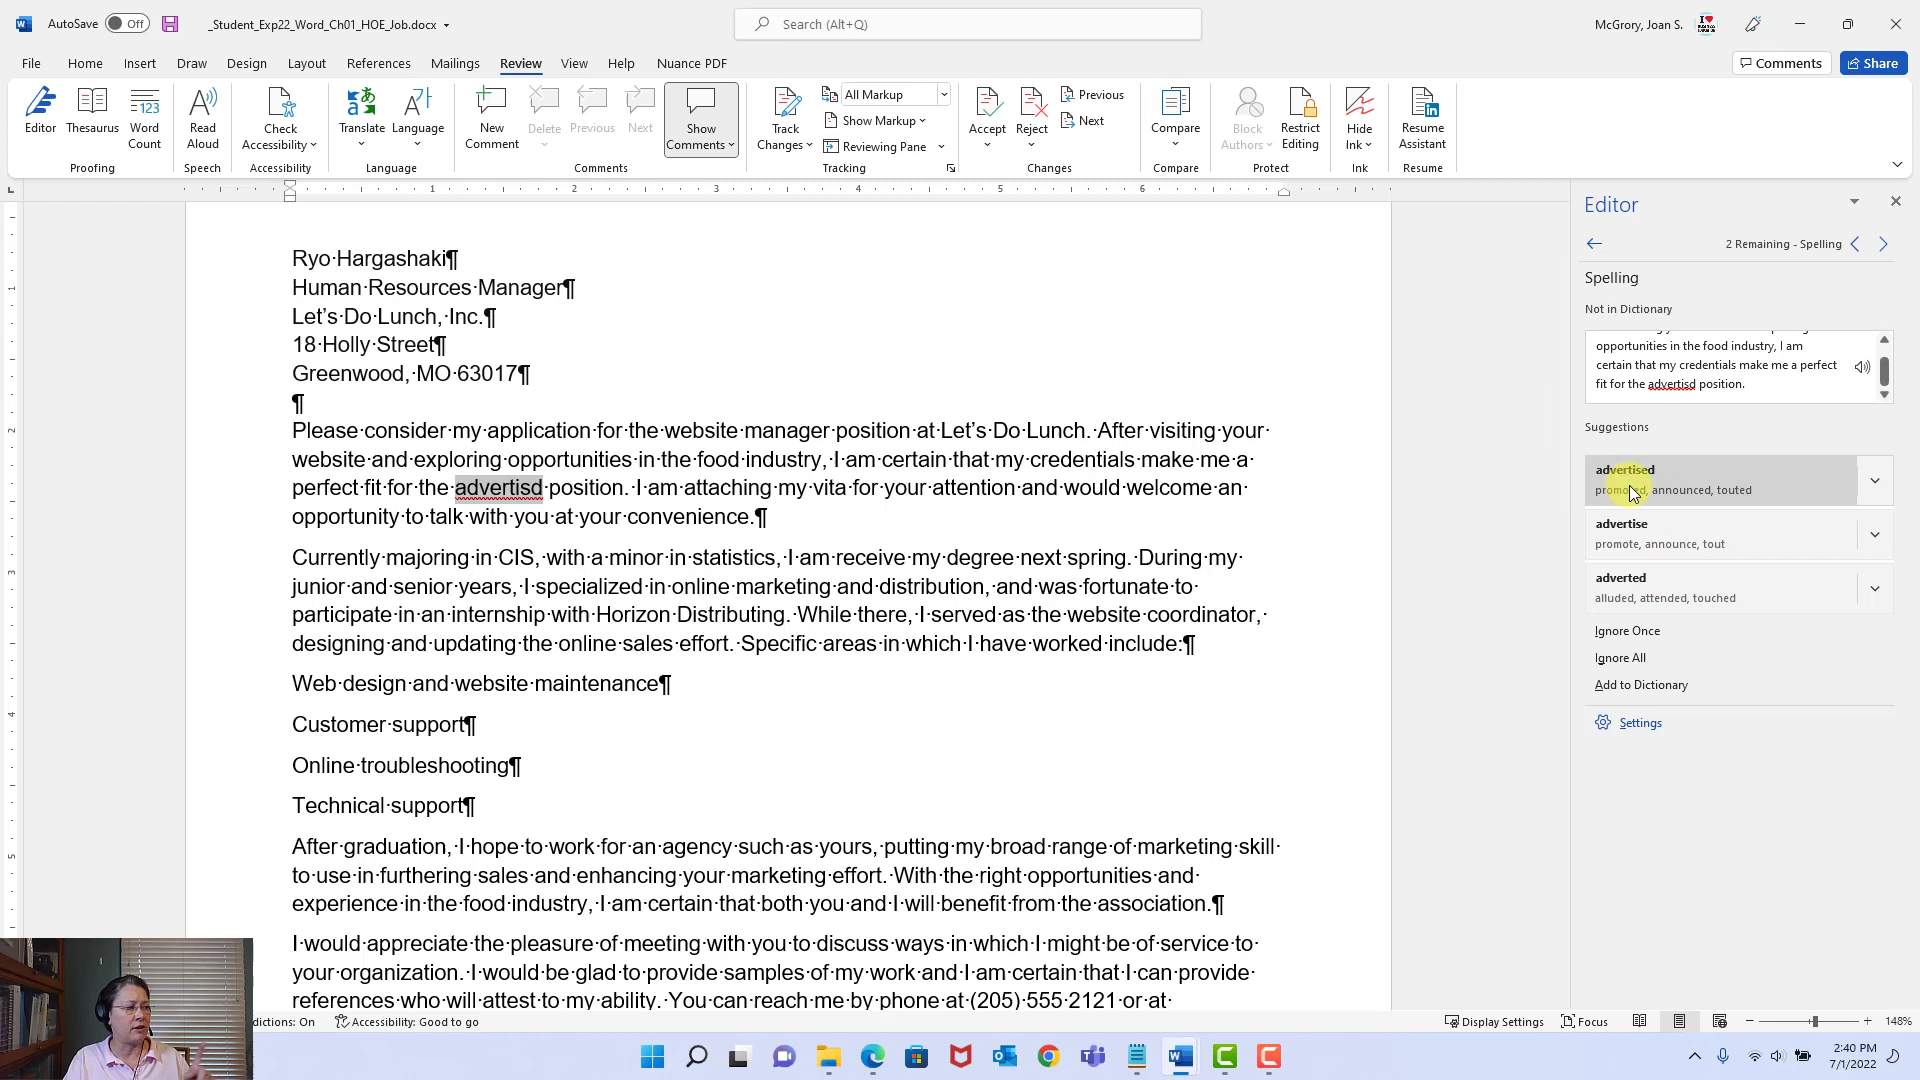 AutoSave Off _Student_Exp22_Word_Ch01_HOE_Job.docx Search (Alt+Q) McGrory, Joan S.
File Home Insert Draw Design Layout References Mailings Review View Help Nuance PDF Comments Share
Editor Thesaurus Word Count Read Aloud Check Accessibility Translate Language New Comment Delete Previous Next Show Comments Track Changes All Markup Show Markup Reviewing Pane Accept Reject Previous Next Compare Block Authors Restrict Editing Hide Ink Resume Assistant
Proofing Speech Accessibility Language Comments Tracking Changes Compare Protect Ink Resume
1 2 3 4 5 6
Ryo·Hargashaki¶
Human·Resources·Manager¶
Let’s·Do·Lunch,·Inc.¶
18·Holly·Street¶
Greenwood,·MO·63017¶
¶
Please·consider·my·application·for·the·website·manager·position·at·Let’s·Do·Lunch.·After·visiting·your·
website·and·exploring·opportunities·in·the·food·industry,·I·am·certain·that·my·credentials·make·me·a·
perfect·fit·for·the·advertisd·position.·I·am·attaching·my·vita·for·your·attention·and·would·welcome·an·
opportunity·to·talk·with·you·at·your·convenience.¶
Currently·majoring·in·CIS,·with·a·minor·in·statistics,·I·am·receive·my·degree·next·spring.·During·my·
junior·and·senior·years,·I·specialized·in·online·marketing·and·distribution,·and·was·fortunate·to·
participate·in·an·internship·with·Horizon·Distributing.·While·there,·I·served·as·the·website·coordinator,·
designing·and·updating·the·online·sales·effort.·Specific·areas·in·which·I·have·worked·include:¶
Web·design·and·website·maintenance¶
Customer·support¶
Online·troubleshooting¶
Technical·support¶
After·graduation,·I·hope·to·work·for·an·agency·such·as·yours,·putting·my·broad·range·of·marketing·skill·
to·use·in·furthering·sales·and·enhancing·your·marketing·effort.·With·the·right·opportunities·and·
experience·in·the·food·industry,·I·am·certain·that·both·you·and·I·will·benefit·from·the·association.¶
I·would·appreciate·the·pleasure·of·meeting·with·you·to·discuss·ways·in·which·I·might·be·of·service·to·
your·organization.·I·would·be·glad·to·provide·samples·of·my·work·and·I·am·certain·that·I·can·provide·
references·who·will·attest·to·my·ability.·You·can·reach·me·by·phone·at·(205)·555-2121·or·at·
Editor
2 Remaining - Spelling
Spelling
Not in Dictionary
opportunities in the food industry, I am
certain that my credentials make me a perfect
fit for the advertisd position.
Suggestions
advertised
promoted, announced, touted
advertise
promote, announce, tout
adverted
alluded, attended, touched
Ignore Once
Ignore All
Add to Dictionary
Settings
dictions: On Accessibility: Good to go Display Settings Focus 148%
2:40 PM
7/1/2022